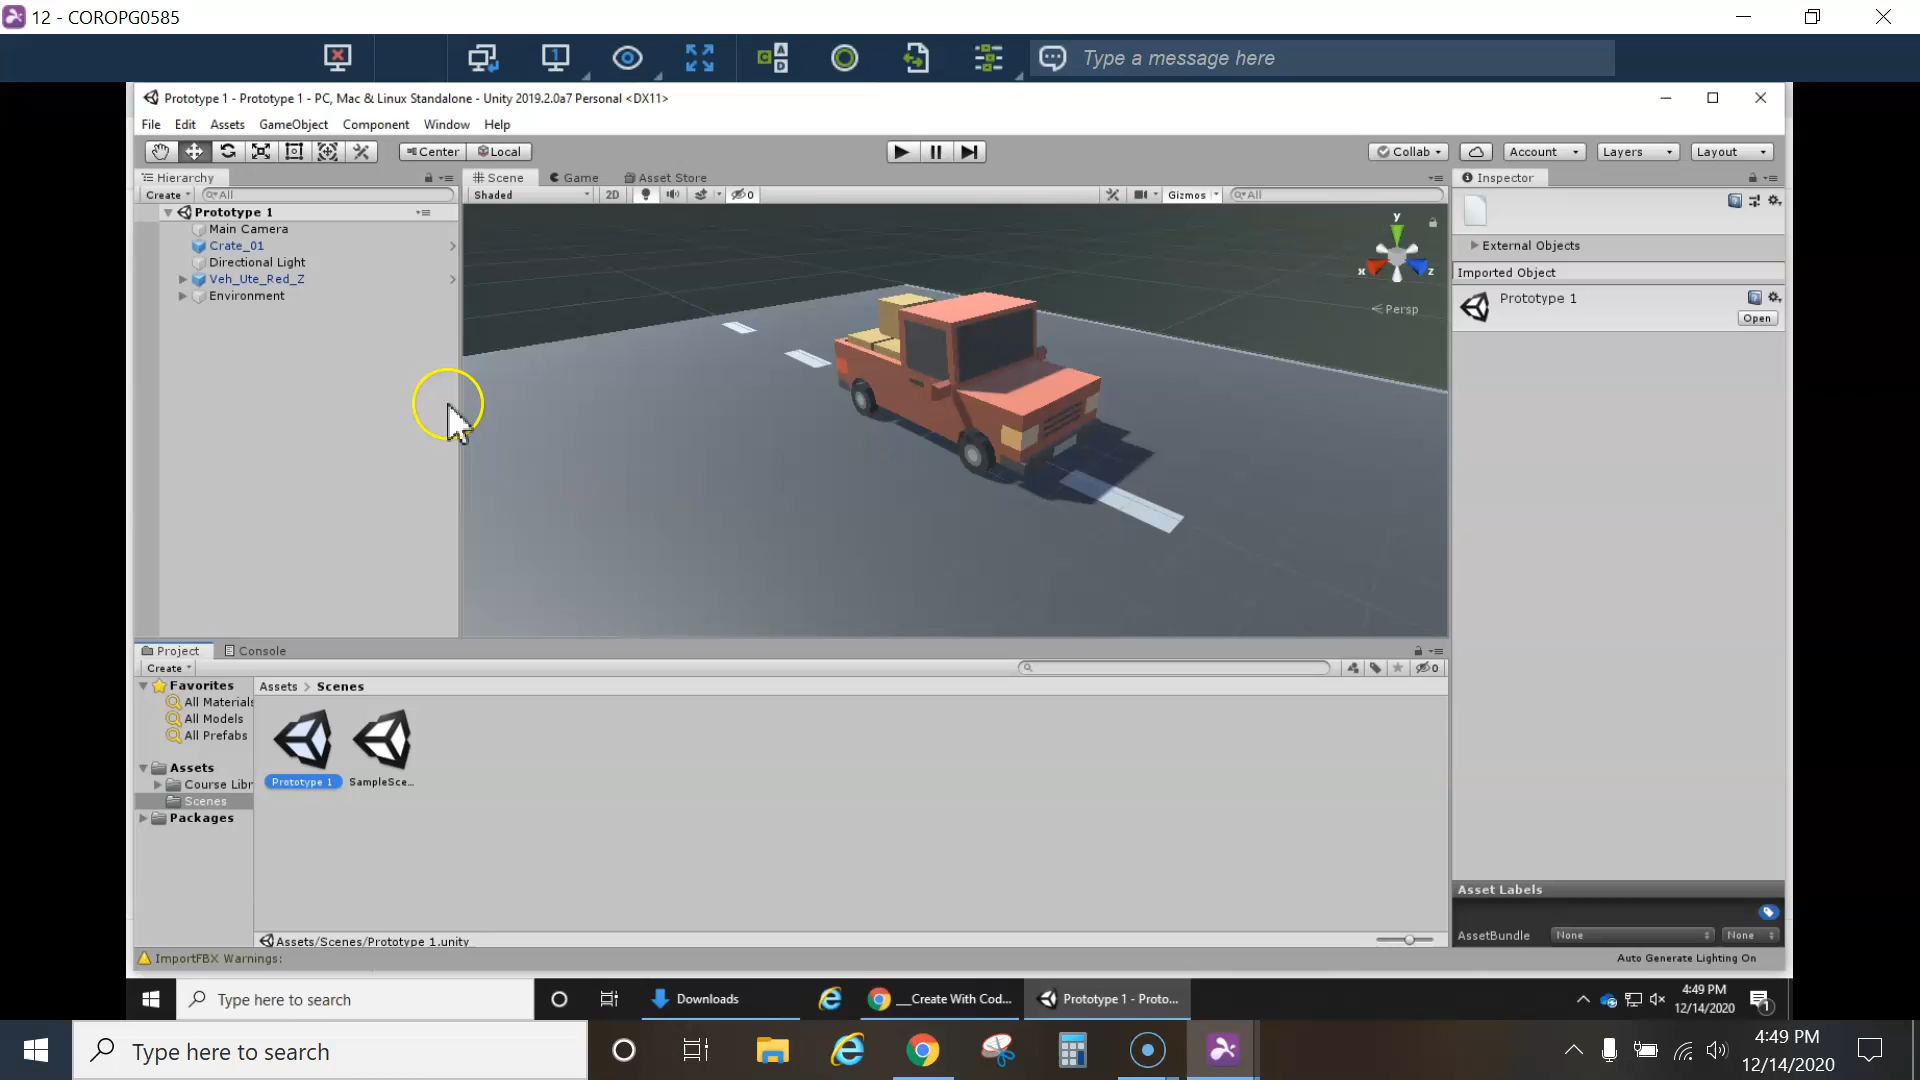 12 - COROPG0585
Type a message here
Prototype 1 - Prototype 1 - PC, Mac & Linux Standalone - Unity 2019.2.0a7 Personal <DX11>
File Edit Assets GameObject Component Window Help
Center Local Collab Account Layers Layout
Hierarchy Scene Game Asset Store Inspector
Create All Shaded 2D 0 Gizmos All
Prototype 1
Main Camera
Crate_01
Directional Light
Veh_Ute_Red_Z
Environment
y
x z
Persp
External Objects
Imported Object
Prototype 1
Open
Project Console
Create 0
Favorites
All Materials
All Models
All Prefabs
Assets
Course Libr
Scenes
Packages
Assets > Scenes
Prototype 1 SampleSce...
Assets/Scenes/Prototype 1.unity
Asset Labels
AssetBundle None None
ImportFBX Warnings: Auto Generate Lighting On
Type here to search Downloads __Create With Cod... Prototype 1 - Proto... 4:49 PM
12/14/2020 1
Type here to search 4:49 PM
12/14/2020